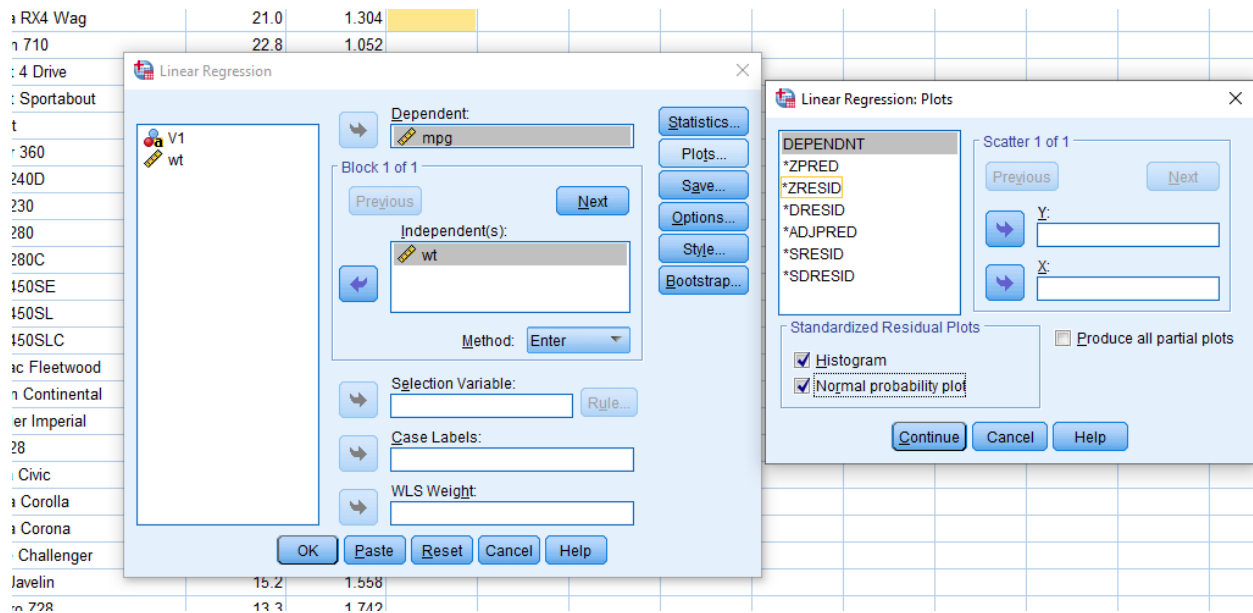 a RX4 Wag 21.0 1.304
n 710 22.8 1.052
t 4 Drive
t Sportabout
t
r 360
240D
230
280
280C
450SE
450SL
450SLC
ac Fleetwood
n Continental
er Imperial
28
Civic
a Corolla
a Corona
Challenger
Javelin 15.2 1.558
ro Z28 13.3 1.742
Linear Regression
V1
wt
Dependent:
mpg
Block 1 of 1
Previous
Next
Independent(s):
wt
Method: Enter
Selection Variable:
Rule...
Case Labels:
WLS Weight:
Statistics...
Plots...
Save...
Options...
Style...
Bootstrap...
OK Paste Reset Cancel Help
Linear Regression: Plots
DEPENDNT
*ZPRED
*ZRESID
*DRESID
*ADJPRED
*SRESID
*SDRESID
Scatter 1 of 1
Previous Next
Y:
X:
Standardized Residual Plots
Histogram
Normal probability plot
Produce all partial plots
Continue Cancel Help